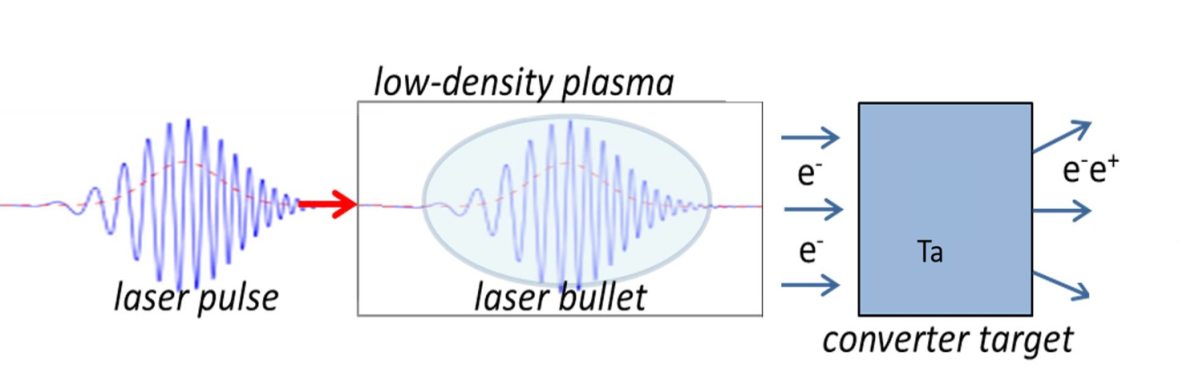 low-density plasma
laser pulse
laser bullet
e⁻
e⁻
Ta
e⁻e⁺
converter target